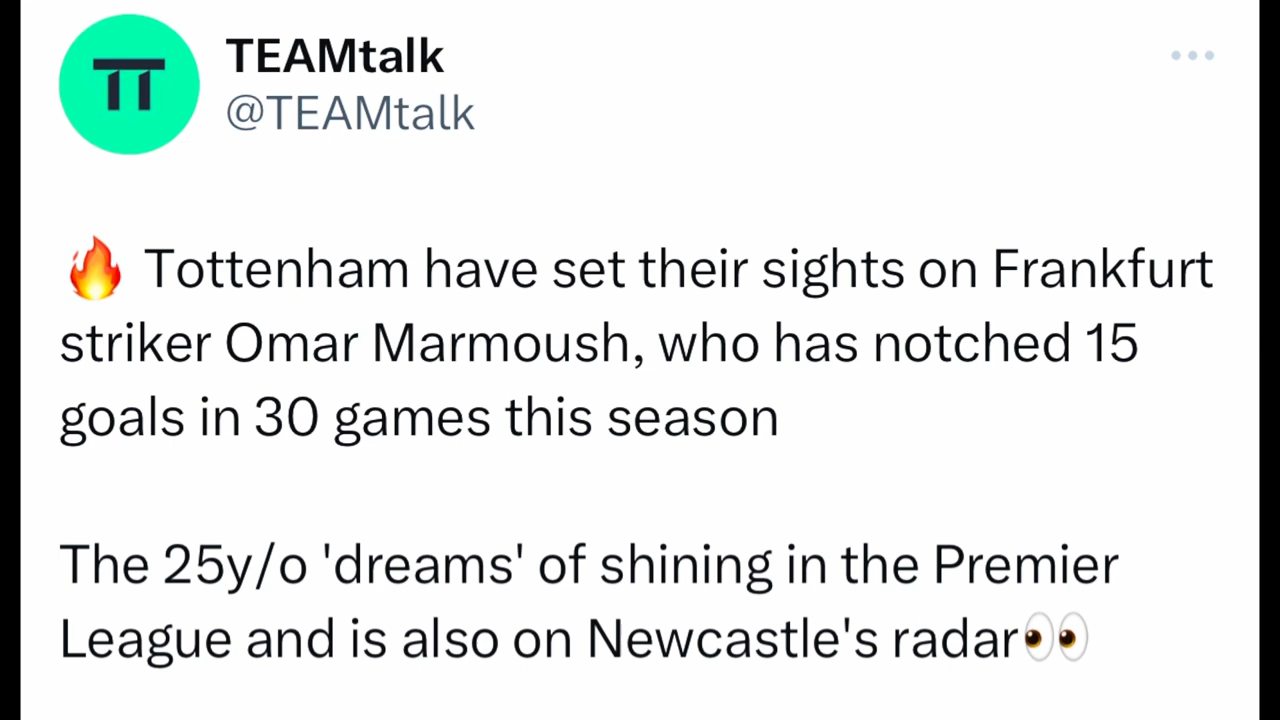 TEAMtalk
@TEAMtalk
🔥 Tottenham have set their sights on Frankfurt
striker Omar Marmoush, who has notched 15
goals in 30 games this season
The 25y/o 'dreams' of shining in the Premier
League and is also on Newcastle's radar👀